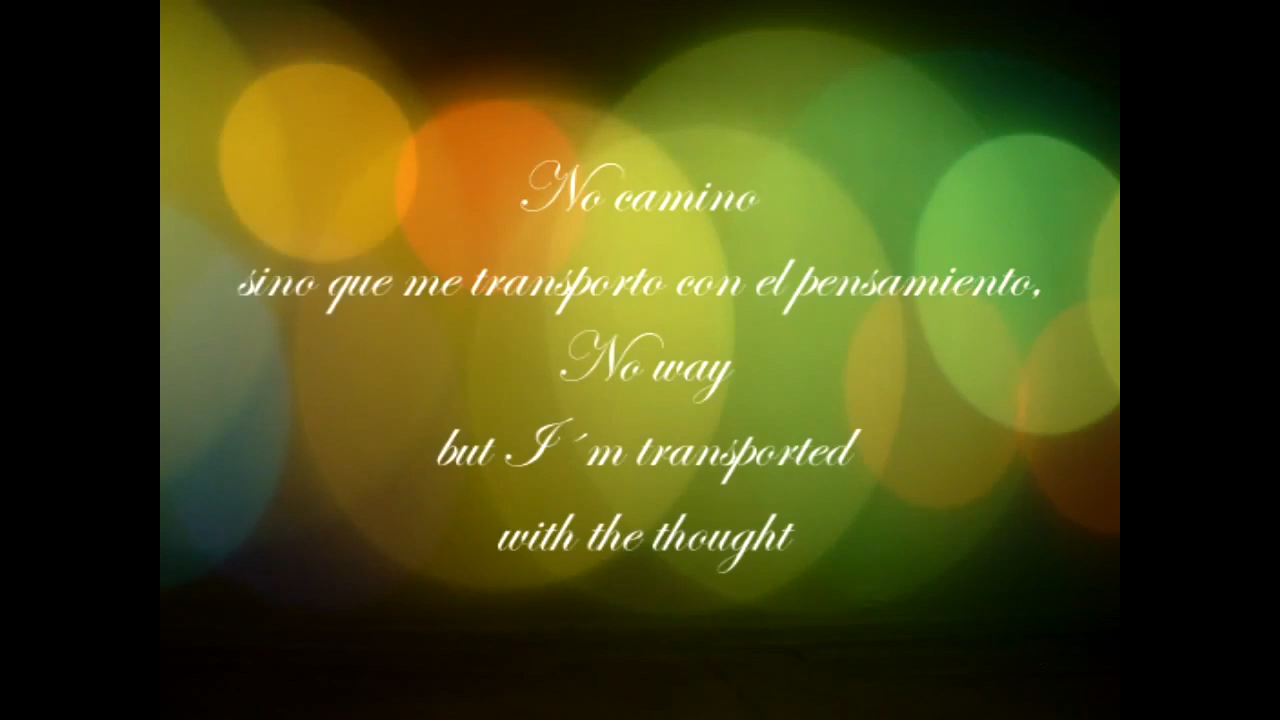 No camino
sino que me transporto con el pensamiento,
No way
but I´m transported
with the thought